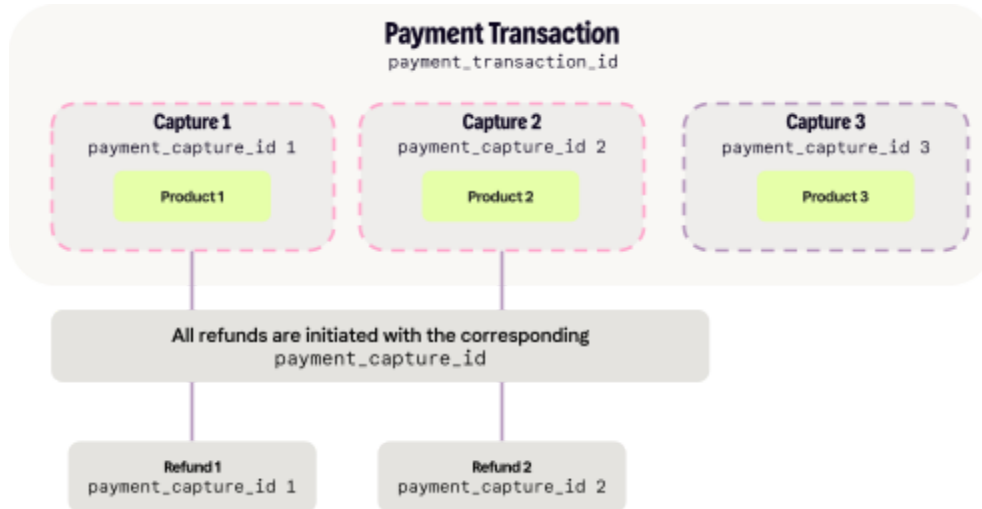 Payment Transaction
payment_transaction_id
Capture 1
payment_capture_id 1
Product 1
Capture 2
payment_capture_id 2
Product 2
Capture 3
payment_capture_id 3
Product 3
All refunds are initiated with the corresponding
payment_capture_id
Refund 1
payment_capture_id 1
Refund 2
payment_capture_id 2